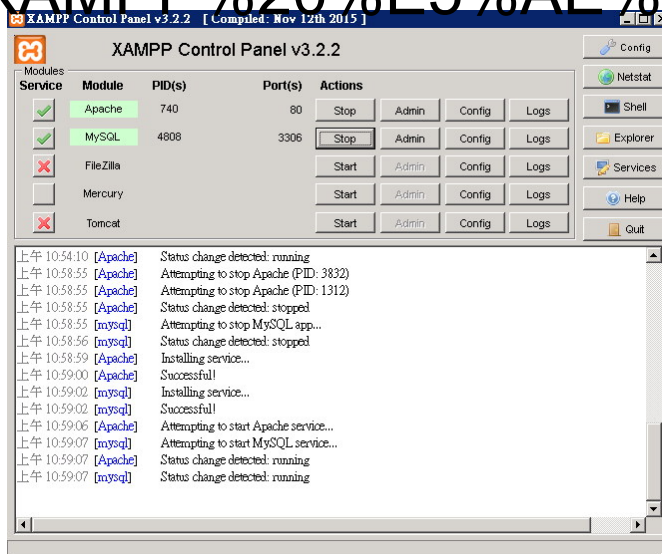 XAMPP%20%E5%AE%
XAMPP Control Panel v3.2.2 [ Compiled: Nov 12th 2015 ]
XAMPP Control Panel v3.2.2
Config
Modules
Netstat
Service Module PID(s) Port(s) Actions
Apache 740 80 Stop Admin Config Logs
Shell
MySQL 4808 3306 Stop Admin Config Logs
Explorer
FileZilla Start Admin Config Logs
Services
Mercury Start Admin Config Logs
Help
Tomcat Start Admin Config Logs
Quit
上午 10:54:10 [Apache] Status change detected: running
上午 10:58:55 [Apache] Attempting to stop Apache (PID: 3832)
上午 10:58:55 [Apache] Attempting to stop Apache (PID: 1312)
上午 10:58:55 [Apache] Status change detected: stopped
上午 10:58:55 [mysql] Attempting to stop MySQL app...
上午 10:58:56 [mysql] Status change detected: stopped
上午 10:58:59 [Apache] Installing service...
上午 10:59:00 [Apache] Successful!
上午 10:59:02 [mysql] Installing service...
上午 10:59:02 [mysql] Successful!
上午 10:59:06 [Apache] Attempting to start Apache service...
上午 10:59:07 [mysql] Attempting to start MySQL service...
上午 10:59:07 [Apache] Status change detected: running
上午 10:59:07 [mysql] Status change detected: running